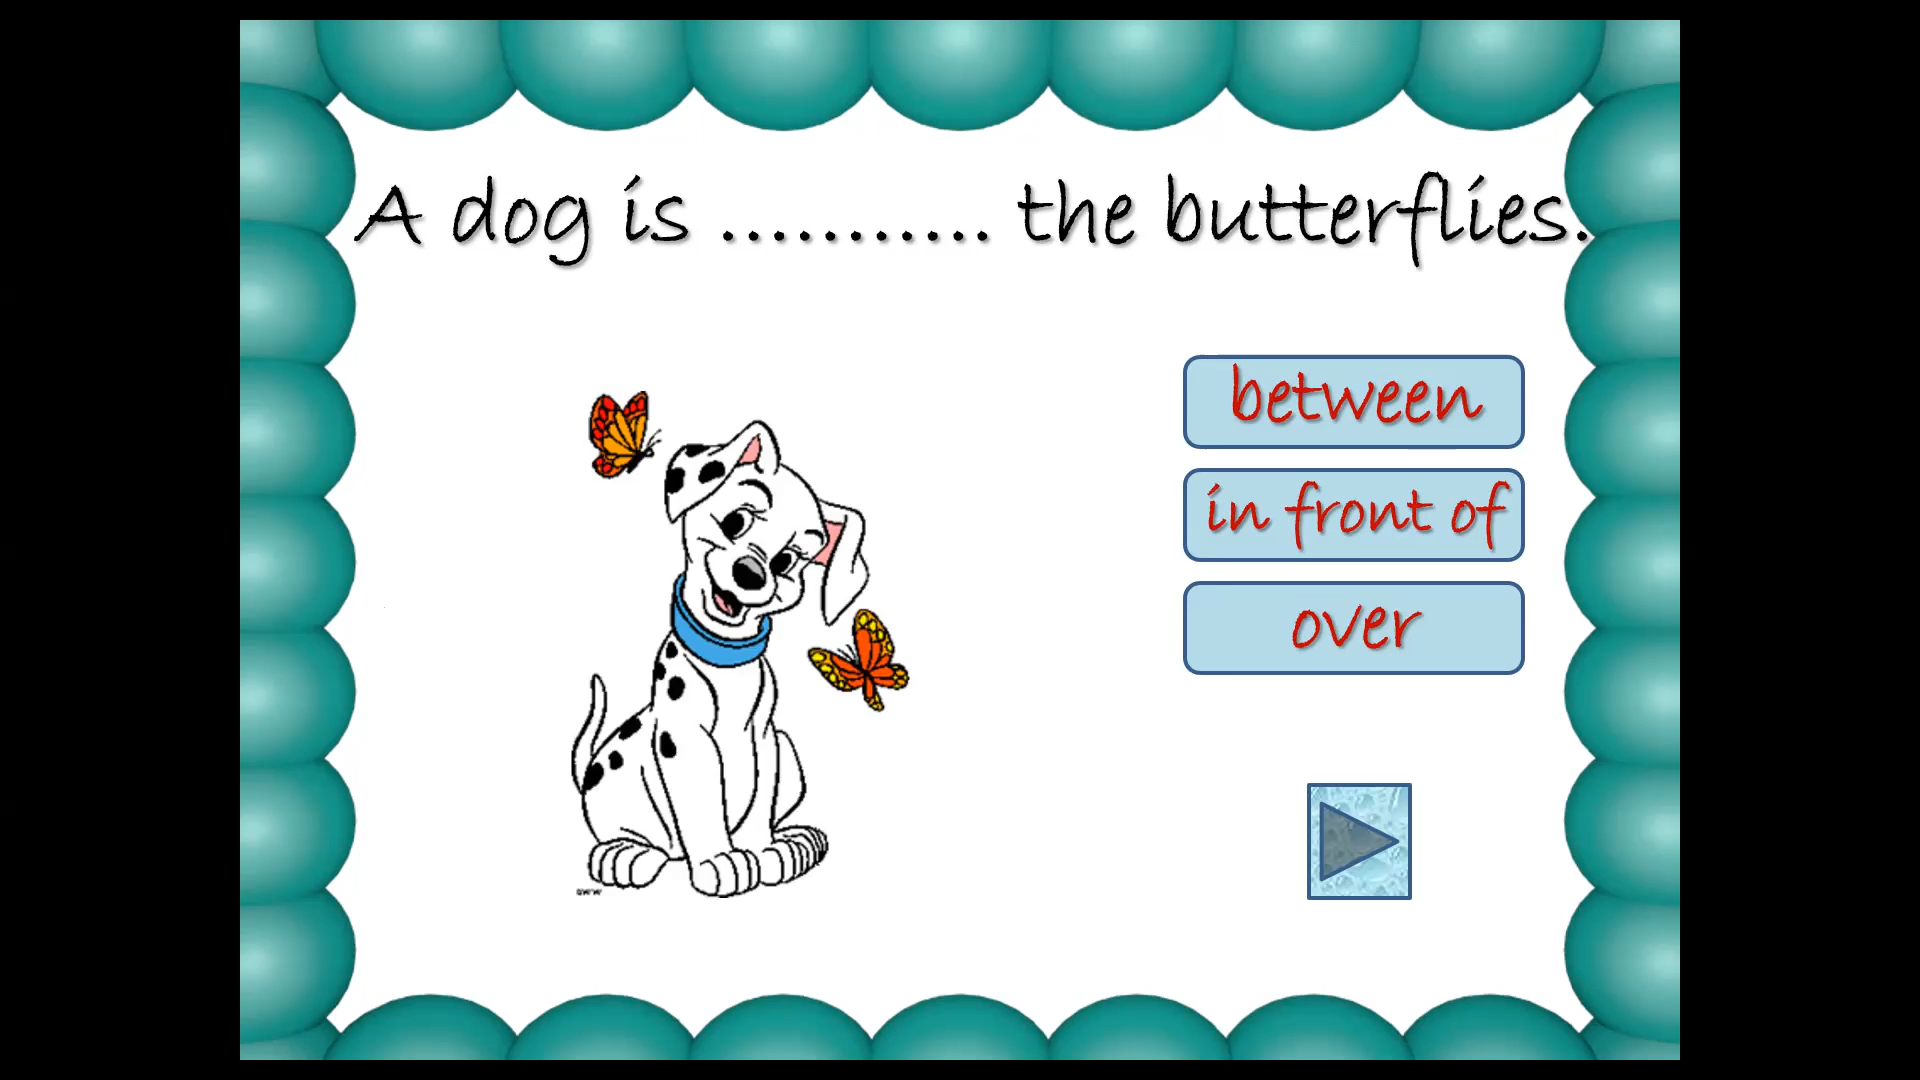 A dog is ........... the butterflies.
between
in front of
over